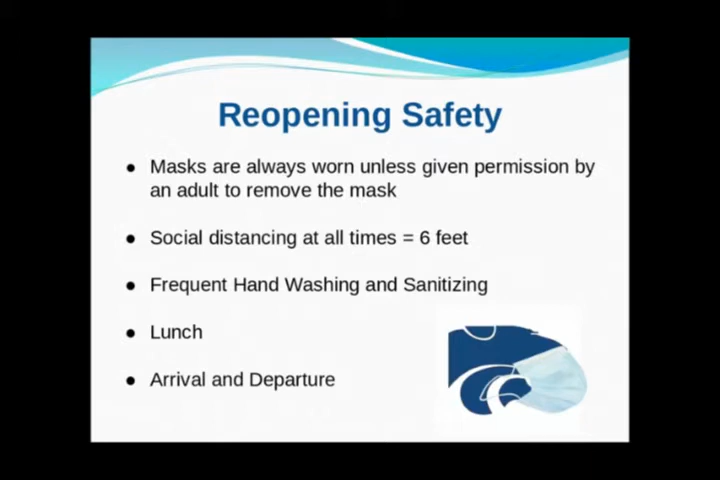 Reopening Safety
● Masks are always worn unless given permission by
an adult to remove the mask
● Social distancing at all times = 6 feet
● Frequent Hand Washing and Sanitizing
● Lunch
● Arrival and Departure